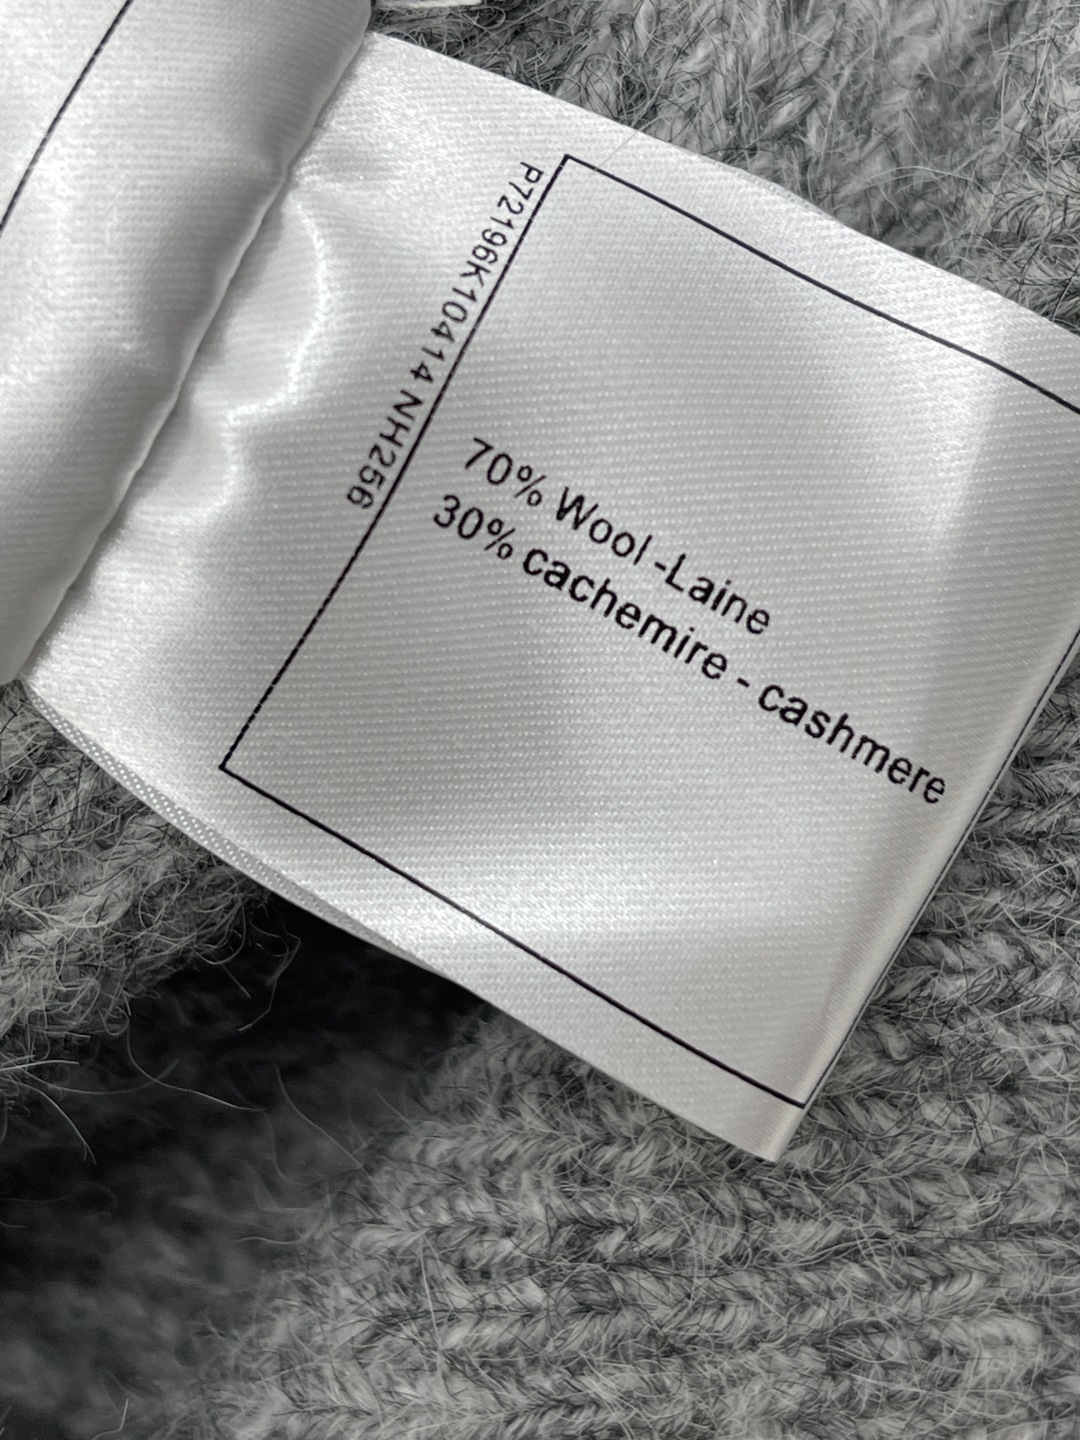 P72196K10414 NH256
70% Wool -Laine
30% cachemire - cashmere